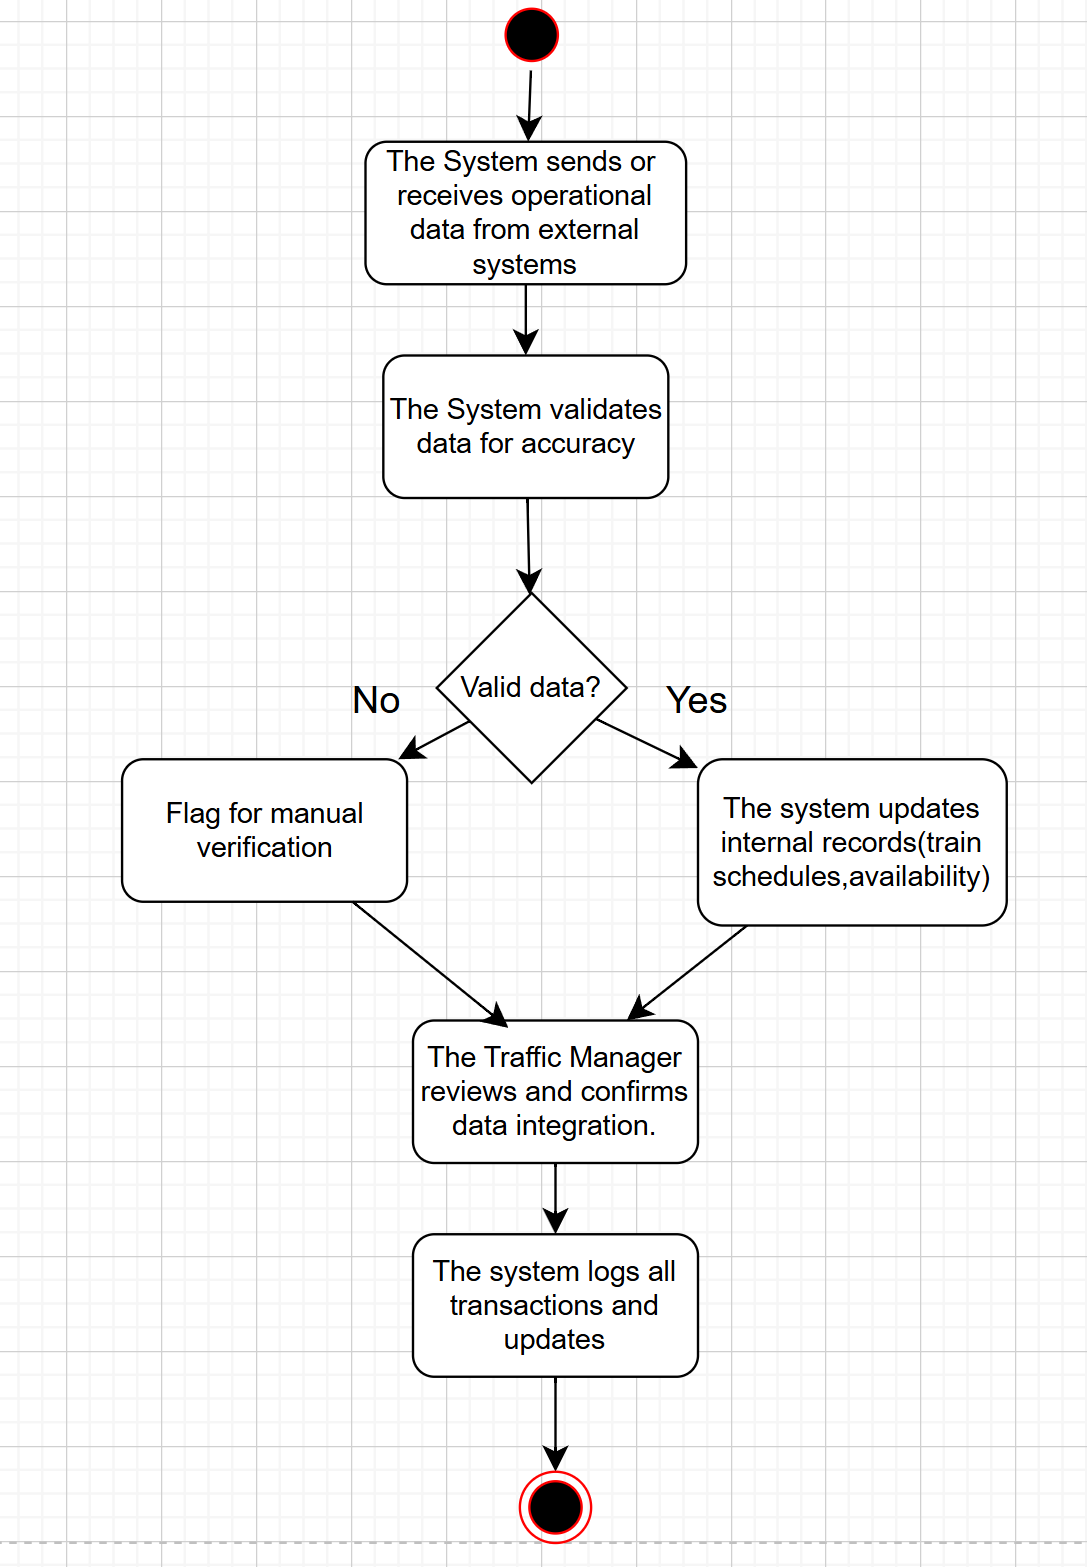 The System sends or
receives operational
data from external
systems
The System validates
data for accuracy
Valid data?
No
Yes
Flag for manual
verification
The system updates
internal records(train
schedules,availability)
The Traffic Manager
reviews and confirms
data integration.
The system logs all
transactions and
updates